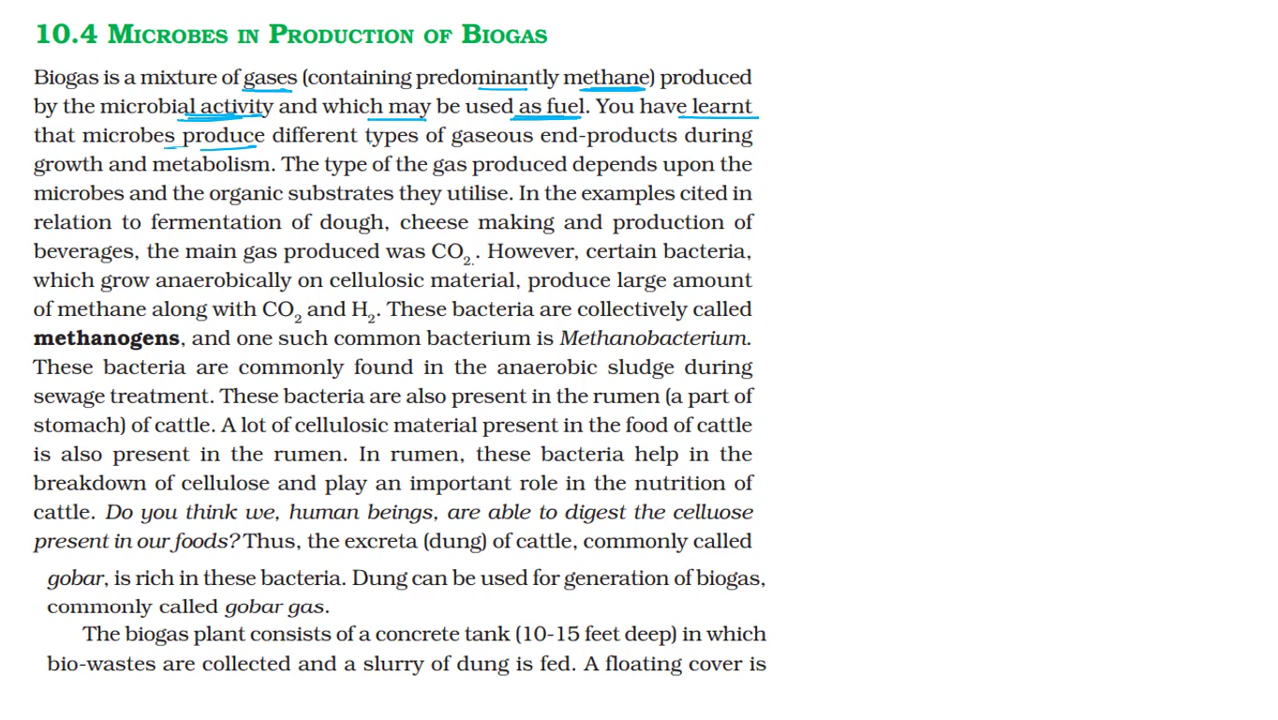 10.4 MICROBES IN PRODUCTION OF BIOGAS
Biogas is a mixture of gases (containing predominantly methane) produced
by the microbial activity and which may be used as fuel. You have learnt
that microbes produce different types of gaseous end-products during
growth and metabolism. The type of the gas produced depends upon the
microbes and the organic substrates they utilise. In the examples cited in
relation to fermentation of dough, cheese making and production of
beverages, the main gas produced was CO₂. However, certain bacteria,
which grow anaerobically on cellulosic material, produce large amount
of methane along with CO₂ and H₂. These bacteria are collectively called
methanogens, and one such common bacterium is Methanobacterium.
These bacteria are commonly found in the anaerobic sludge during
sewage treatment. These bacteria are also present in the rumen (a part of
stomach) of cattle. A lot of cellulosic material present in the food of cattle
is also present in the rumen. In rumen, these bacteria help in the
breakdown of cellulose and play an important role in the nutrition of
cattle. Do you think we, human beings, are able to digest the celluose
present in our foods? Thus, the excreta (dung) of cattle, commonly called
gobar, is rich in these bacteria. Dung can be used for generation of biogas,
commonly called gobar gas.
The biogas plant consists of a concrete tank (10-15 feet deep) in which
bio-wastes are collected and a slurry of dung is fed. A floating cover is